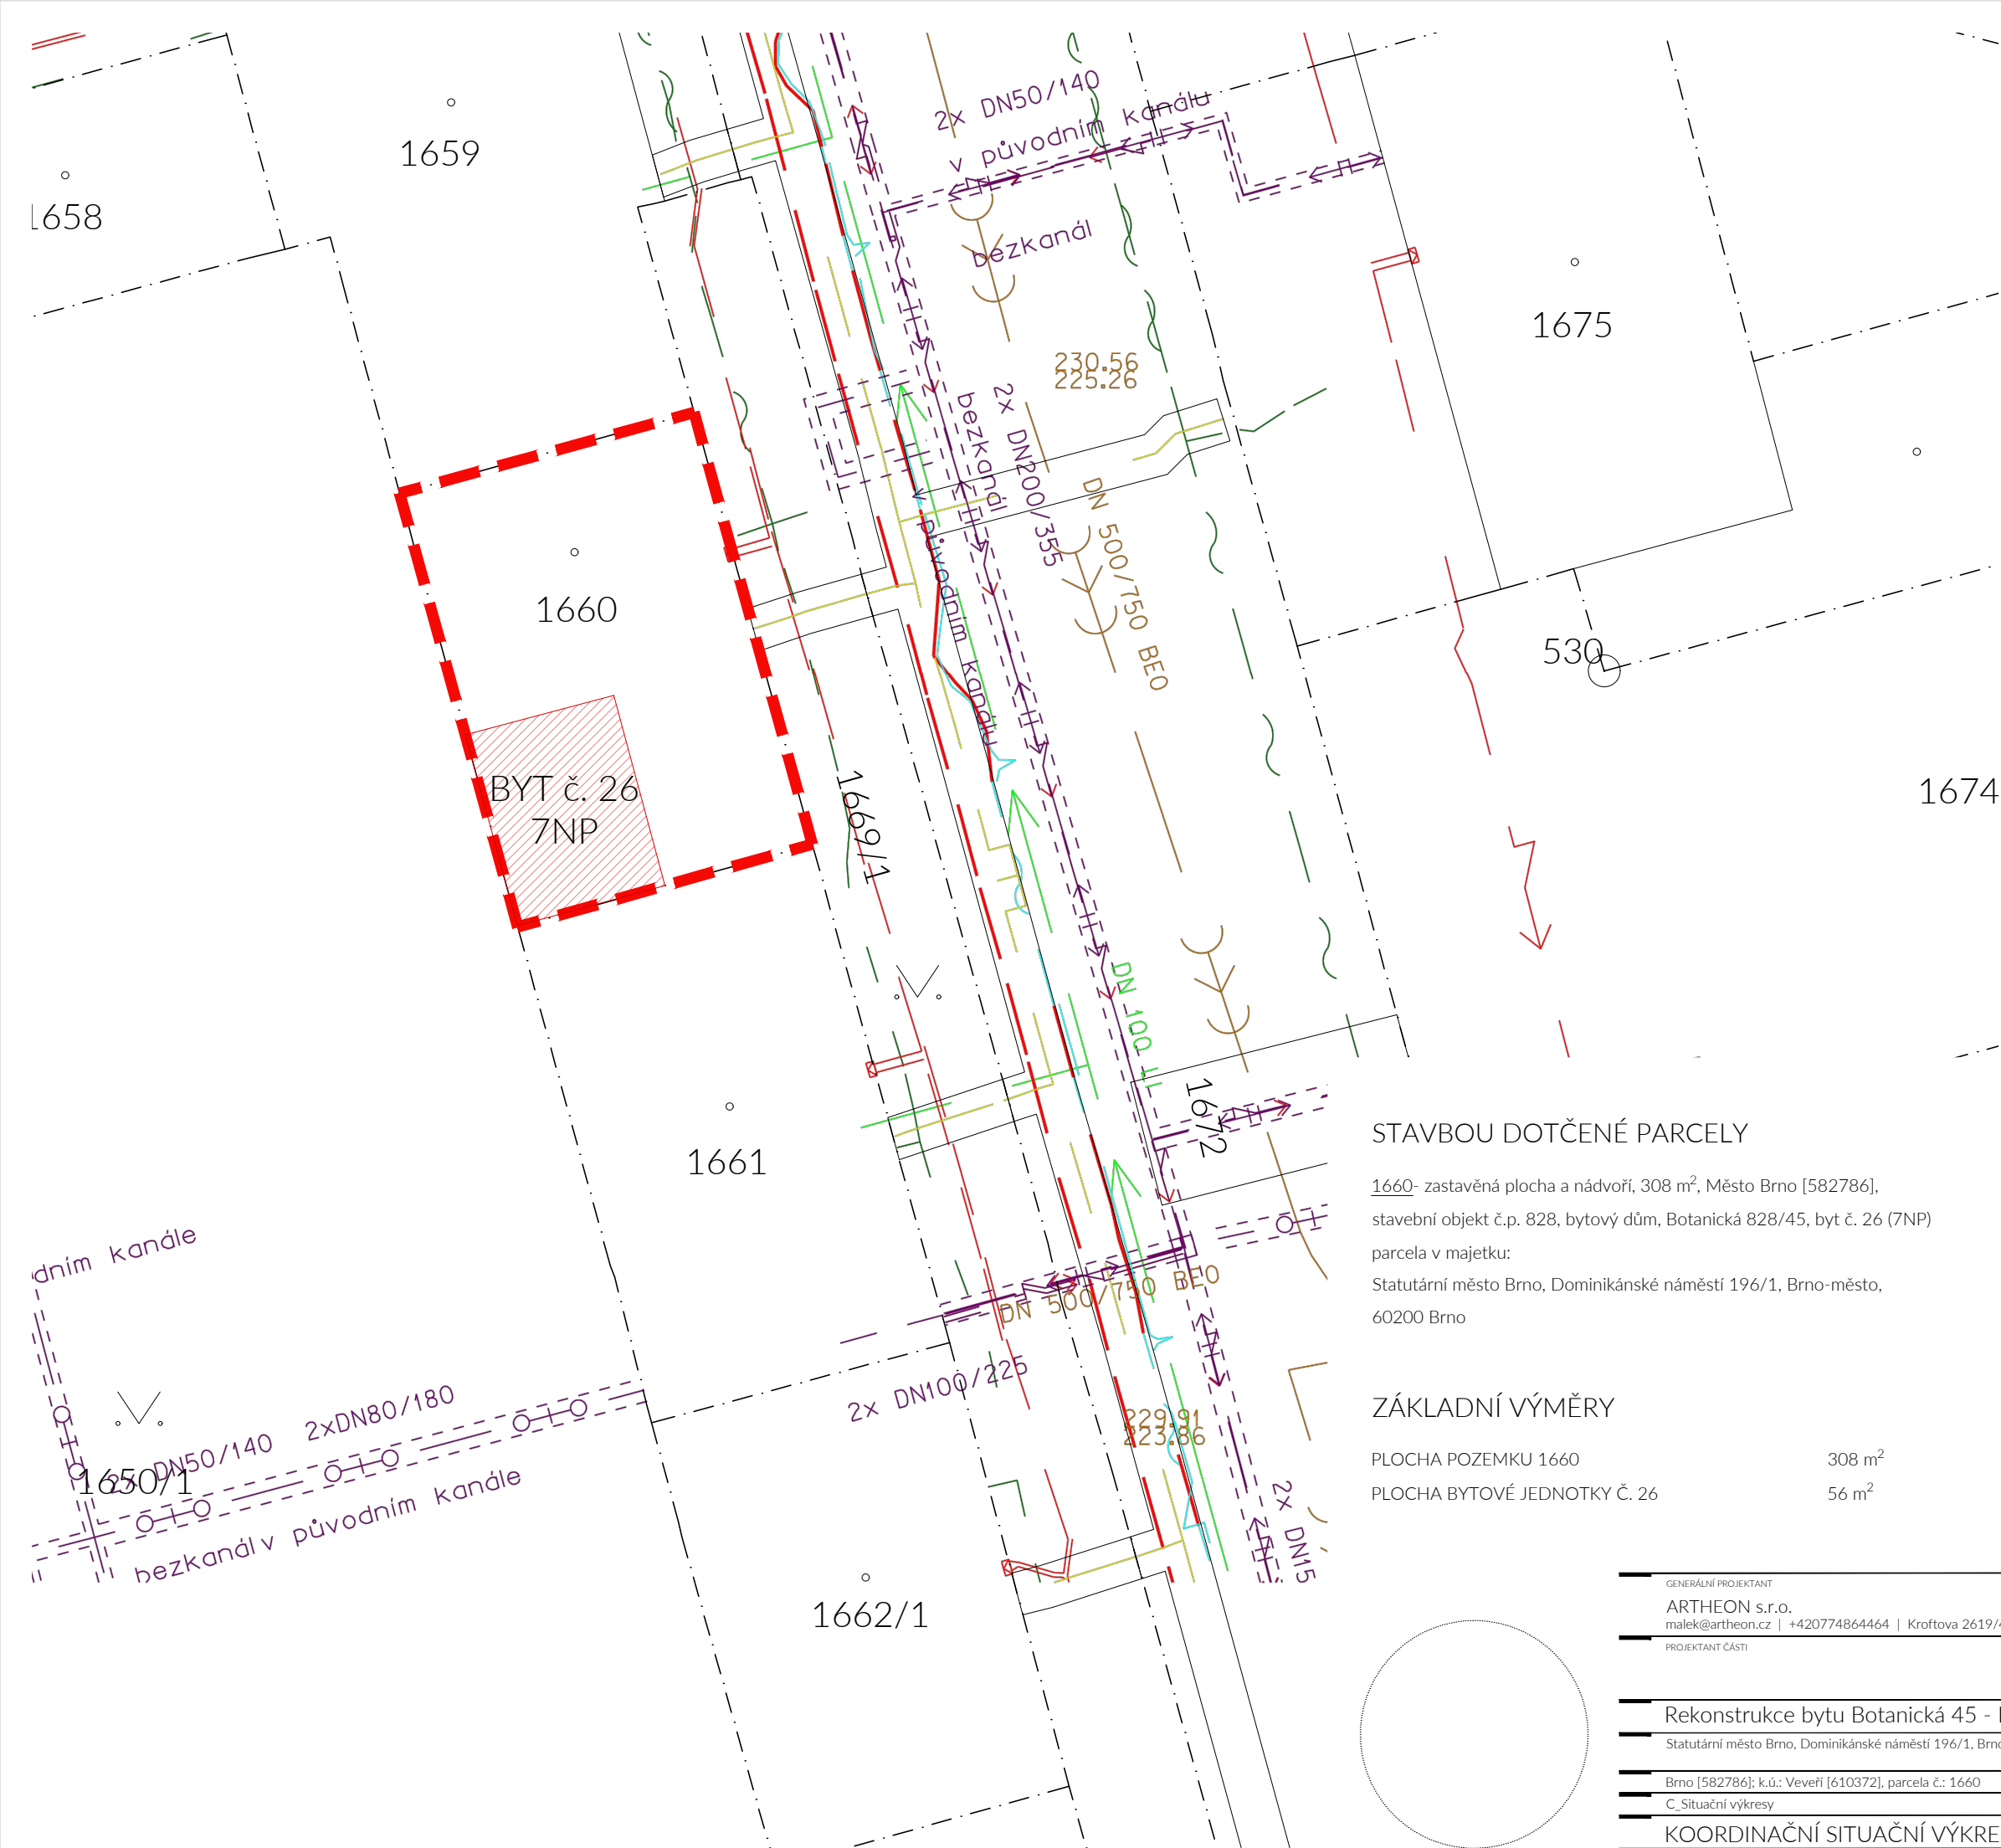 1659
1658
2x DN50/140
v původním kanálu
bezkanál
1675
230.56
225.26
bezkanál
2x DN200/355
původním kanálu
DN 500/750 BEO
1660
530
BYT č. 26
7NP
1669/1
1674
DN 100 LI
1672
1661
DN 500/750 BEO
2x DN100/225
229.91
223.86
2x DN15
dním kanále
2xDN80/180
2x DN50/140
1650/1
bezkanál v původním kanále
1662/1
STAVBOU DOTČENÉ PARCELY
1660- zastavěná plocha a nádvoří, 308 m², Město Brno [582786],
stavební objekt č.p. 828, bytový dům, Botanická 828/45, byt č. 26 (7NP)
parcela v majetku:
Statutární město Brno, Dominikánské náměstí 196/1, Brno-město,
60200 Brno
ZÁKLADNÍ VÝMĚRY
PLOCHA POZEMKU 1660 308 m²
PLOCHA BYTOVÉ JEDNOTKY Č. 26 56 m²
GENERÁLNÍ PROJEKTANT
ARTHEON s.r.o.
malek@artheon.cz | +420774864464 | Kroftova 2619/
PROJEKTANT ČÁSTI
Rekonstrukce bytu Botanická 45 -
Statutární město Brno, Dominikánské náměstí 196/1, Brno
Brno [582786]; k.ú.: Veveří [610372], parcela č.: 1660
C_Situační výkresy
KOORDINAČNÍ SITUAČNÍ VÝKRE